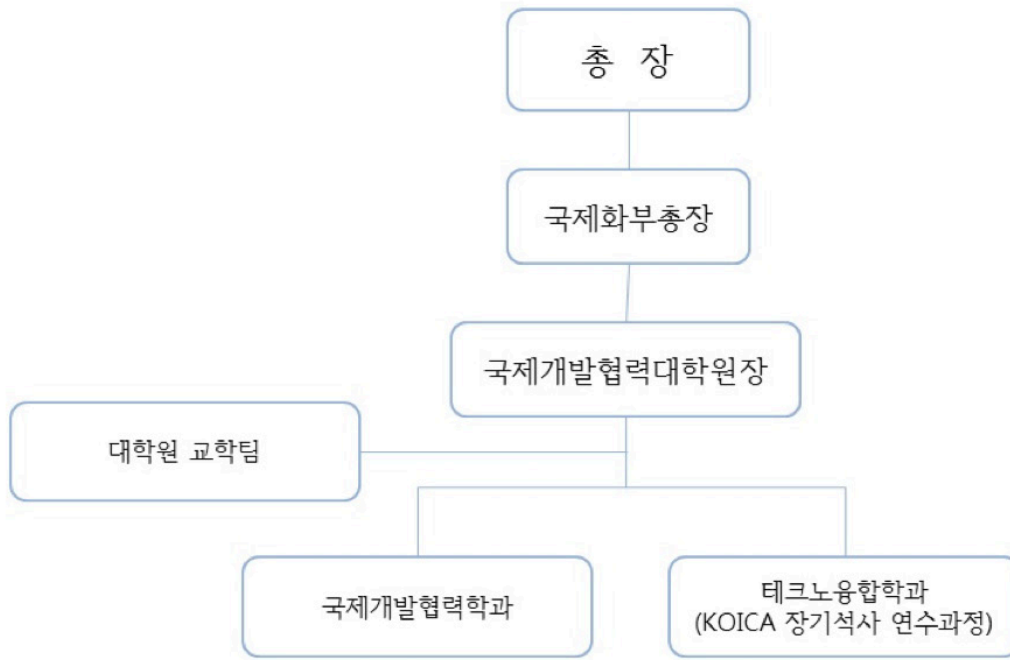 총 장
국제화부총장
국제개발협력대학원장
대학원 교학팀
국제개발협력학과
테크노융합학과
(KOICA 장기석사 연수과정)